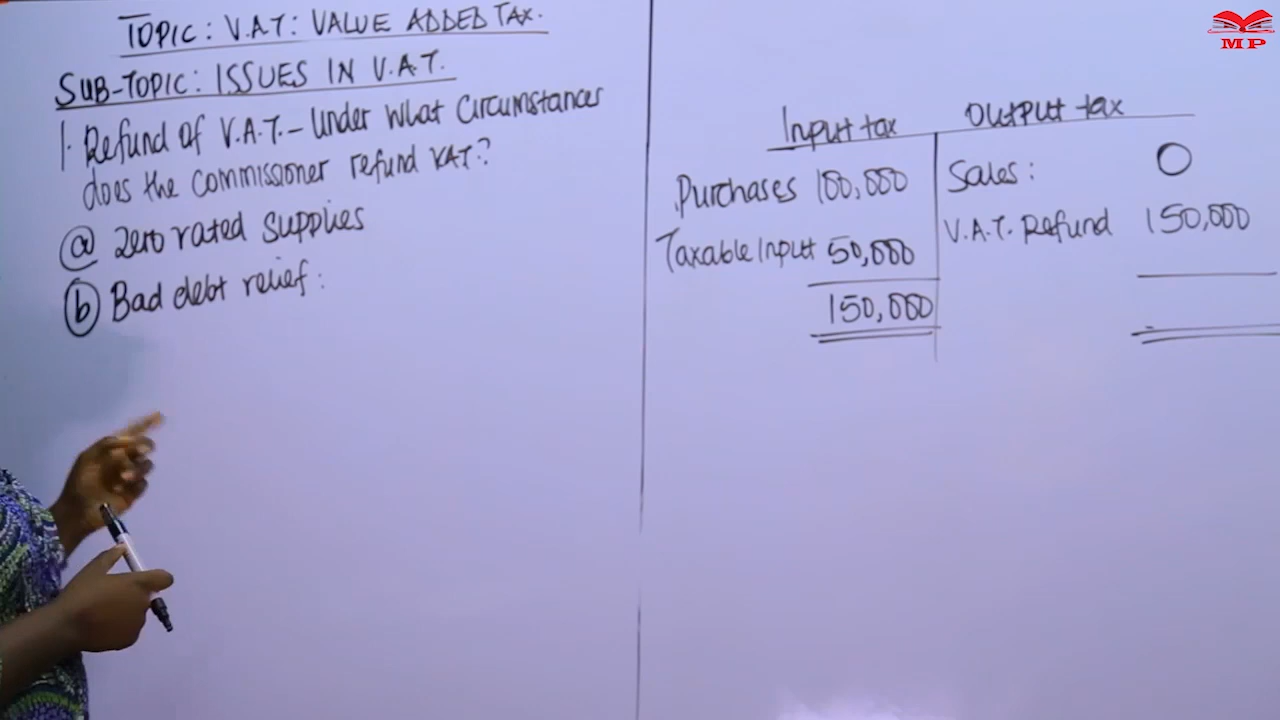 TOPIC: V.A.T: VALUE ADDED TAX.
SUB-TOPIC: ISSUES IN V.A.T.
1. Refund of V.A.T. - Under what circumstances
does the commissioner refund VAT?
(a) Zero rated supplies
(b) Bad debt relief:
Input tax Output tax
Purchases 100,000 Sales: 0
Taxable Input 50,000 V.A.T. Refund 150,000
150,000
MP